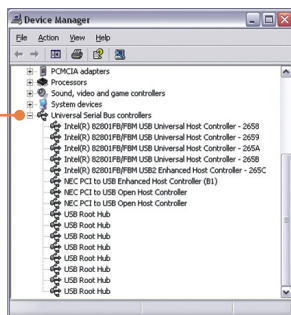 Device Manager
File Action View Help
PCMCIA adapters
Processors
Sound, video and game controllers
System devices
Universal Serial Bus controllers
Intel(R) 82801FB/FBM USB Universal Host Controller - 2658
Intel(R) 82801FB/FBM USB Universal Host Controller - 2659
Intel(R) 82801FB/FBM USB Universal Host Controller - 265A
Intel(R) 82801FB/FBM USB Universal Host Controller - 265B
Intel(R) 82801FB/FBM USB2 Enhanced Host Controller - 265C
NEC PCI to USB Enhanced Host Controller (B1)
NEC PCI to USB Open Host Controller
NEC PCI to USB Open Host Controller
USB Root Hub
USB Root Hub
USB Root Hub
USB Root Hub
USB Root Hub
USB Root Hub
USB Root Hub
USB Root Hub